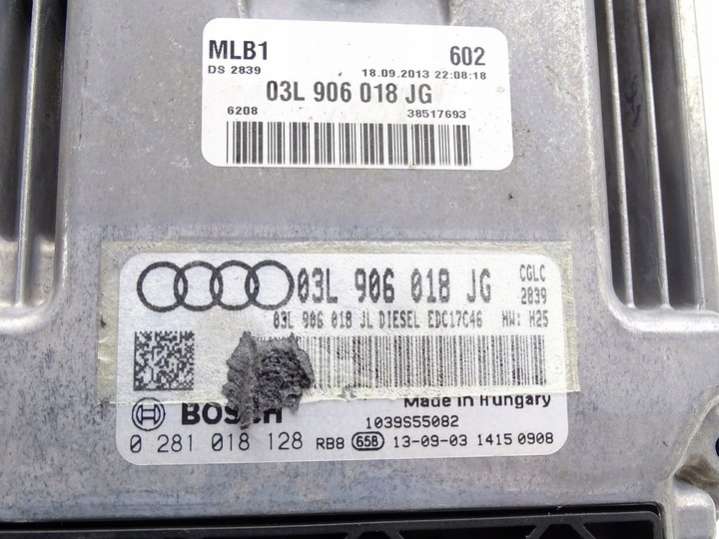 MLB1 602
DS 2839 18.09.2013 22:08:18
03L 906 018 JG
6208 38517693
03L 906 018 JG CGLC
2839
03L 906 018 JL DIESEL EDC17C46 HW: H25
BOSCH Made in Hungary
1039S55082
0 281 018 128 RB8 658 13-09-03 1415 0908